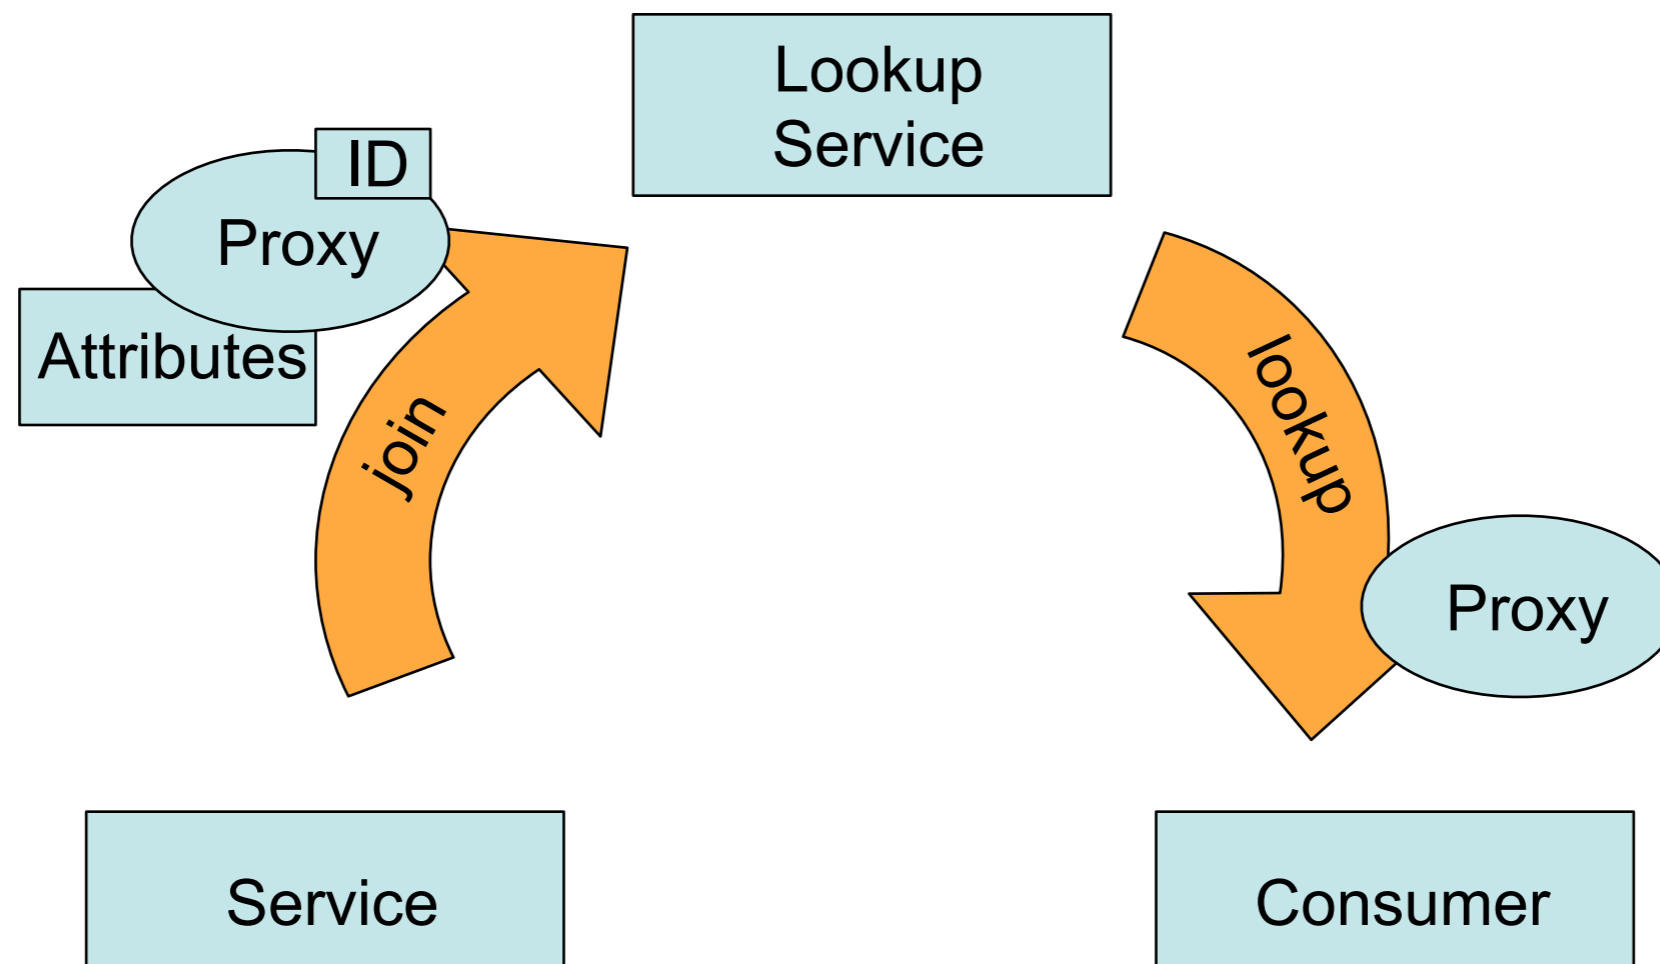 Lookup
Service
ID
Proxy
Attributes
join
lookup
Proxy
Service
Consumer